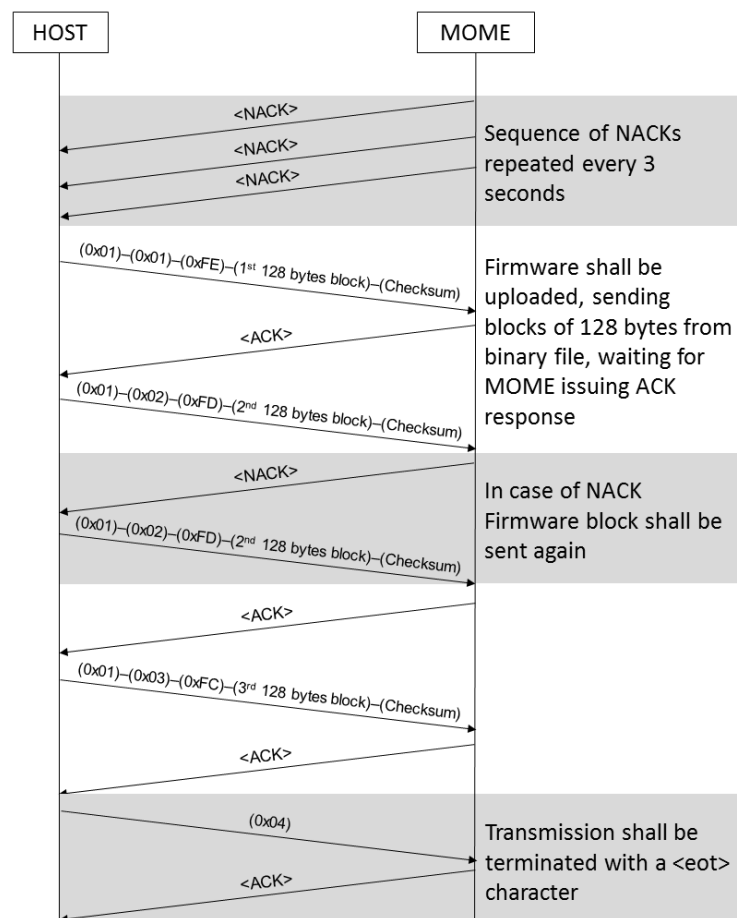 HOST
MOME
<NACK>
<NACK>
<NACK>
Sequence of NACKs
repeated every 3
seconds
(0x01)–(0x01)–(0xFE)–(1st 128 bytes block)–(Checksum)
<ACK>
(0x01)–(0x02)–(0xFD)–(2nd 128 bytes block)–(Checksum)
Firmware shall be
uploaded, sending
blocks of 128 bytes from
binary file, waiting for
MOME issuing ACK
response
<NACK>
(0x01)–(0x02)–(0xFD)–(2nd 128 bytes block)–(Checksum)
In case of NACK
Firmware block shall be
sent again
<ACK>
(0x01)–(0x03)–(0xFC)–(3rd 128 bytes block)–(Checksum)
<ACK>
(0x04)
<ACK>
Transmission shall be
terminated with a <eot>
character